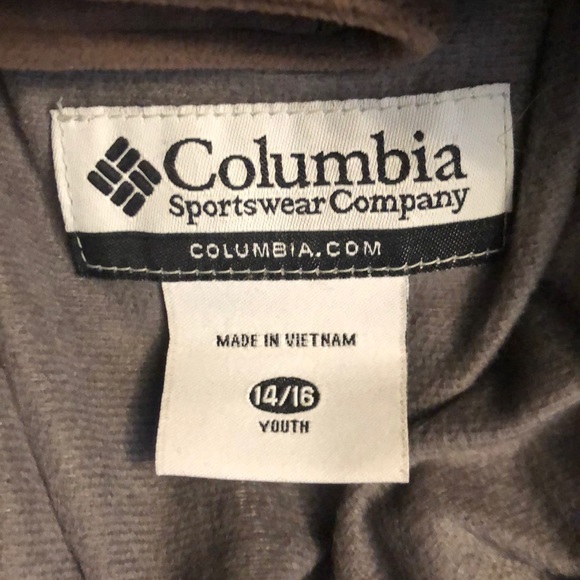 Columbia
Sportswear Company
COLUMBIA.COM
MADE IN VIETNAM
14/16
YOUTH